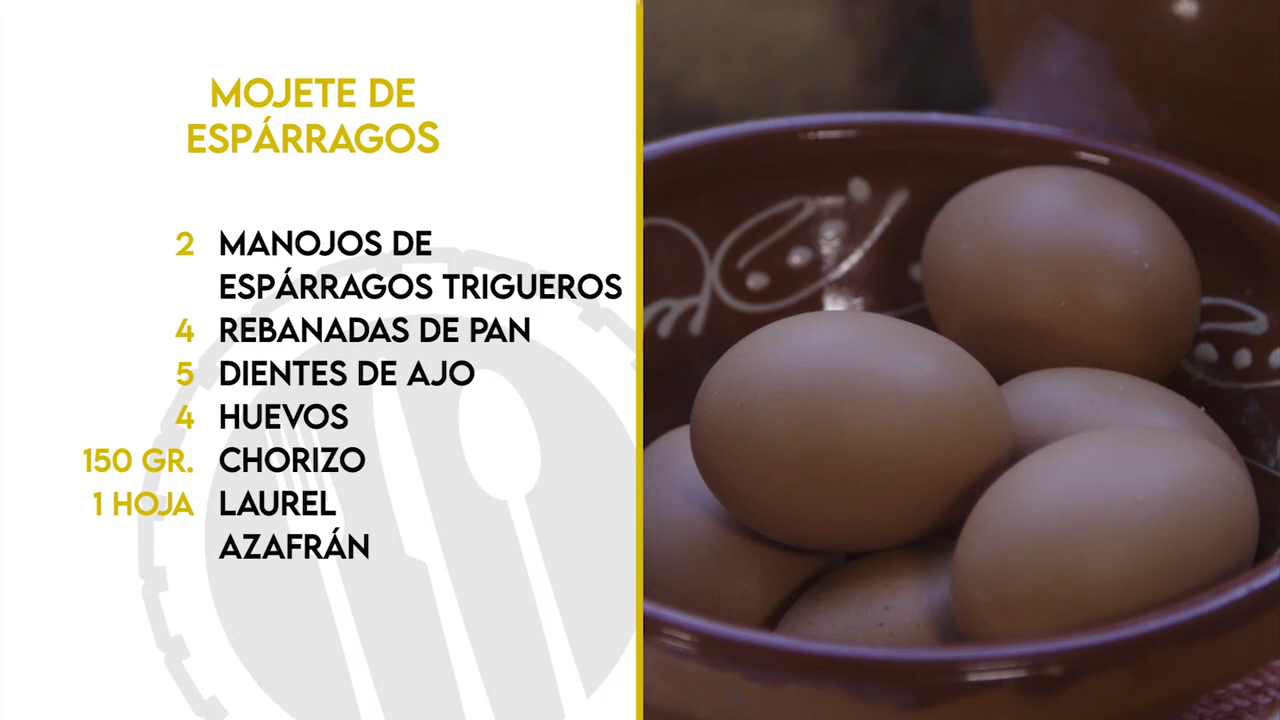 MOJETE DE
ESPÁRRAGOS
2 MANOJOS DE
ESPÁRRAGOS TRIGUEROS
4 REBANADAS DE PAN
5 DIENTES DE AJO
4 HUEVOS
150 GR. CHORIZO
1 HOJA LAUREL
AZAFRÁN